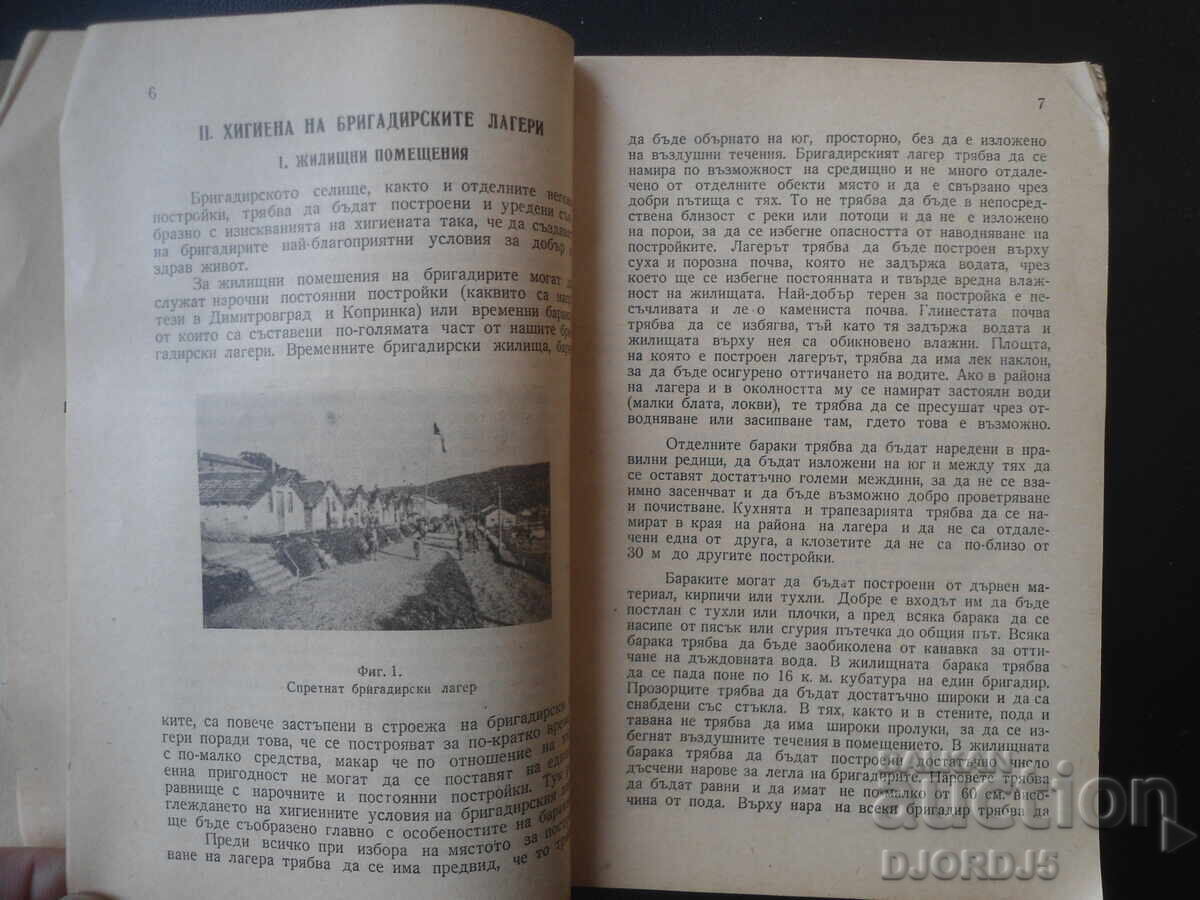 6
II. ХИГИЕНА НА БРИГАДИРСКИТЕ ЛАГЕРИ
1. ЖИЛИЩНИ ПОМЕЩЕНИЯ
Бригадирското селище, както и отделните
постройки, трябва да бъдат построени и уредени
бразно с изискванията на хигиената така, че да
на бригадирите най-благоприятни условия за добър
здрав живот.
За жилищни помешения на бригадирите могат
служат нарочни постоянни постройки (каквито са
тези в Димитровград и Копринка) или временни
от които са съставени по-голямата част от нашите
гадирски лагери. Временните бригадирски жилища,
Фиг. 1.
Спретнат бригадирски лагер
ките, са повече застъпени в строежа на бригадирски
гери поради това, че се построяват за по-кратко
с по-малко средства, макар че по отношение на
енна пригодност не могат да се поставят на
равнище с нарочните и постоянни постройки. Тук
глеждането на хигиенните условия на бригадирския
ще бъде съобразено главно с особеностите на
Преди всичко при избора на мястото за
ване на лагера трябва да се има предвид, че то
7
да бъде обърнато на юг, просторно, без да е изложено
на въздушни течения. Бригадирският лагер трябва да се
намира по възможност на средищно и не много отдале-
чено от отделните обекти място и да е свързано чрез
добри пътища с тях. То не трябва да бъде в непосред-
ствена близост с реки или потоци и да не е изложено
на порои, за да се избегне опасността от наводняване на
постройките. Лагерът трябва да бъде построен върху
суха и порозна почва, която не задържа водата, чрез
което ще се избегне постоянната и твърде вредна влаж-
ност на жилищата. Най-добър терен за постройка е пе-
съчливата и ле о камениста почва. Глинестата почва
трябва да се избягва, тъй като тя задържа водата и
жилищата върху нея са обикновено влажни. Площта,
на която е построен лагерът, трябва да има лек наклон,
за да бъде осигурено оттичането на водите. Ако в района
на лагера и в околността му се намират застояли води
(малки блата, локви), те трябва да се пресушат чрез от-
водняване или засипване там, гдето това е възможно.
Отделните бараки трябва да бъдат наредени в пра-
вилни редици, да бъдат изложени на юг и между тях да
се оставят достатъчно големи междини, за да не се вза-
имно засенчват и да бъде възможно добро проветряване
и почистване. Кухнята и трапезарията трябва да се на-
мират в края на района на лагера и да не са отдале-
чени една от друга, а клозетите да не са по-близо от
30 м до другите постройки.
Бараките могат да бъдат построени от дървен ма-
териал, кирпичи или тухли. Добре е входът им да бъде
постлан с тухли или плочки, а пред всяка барака да се
насипе от пясък или сгурия пътечка до общия път. Всяка
барака трябва да бъде заобиколена от канавка за отти-
чане на дъждовната вода. В жилищната барака трябва
да се пада поне по 16 к. м. кубатура на един бригадир.
Прозорците трябва да бъдат достатъчно широки и да са
снабдени със стъкла. В тях, както и в стените, пода и
тавана не трябва да има широки пролуки, за да се из-
бегнат въздушните течения в помещението. В жилищната
барака трябва да бъдат построени достатъчно число
дъсчени нарове за легла на бригадирите. Наровете трябва
да бъдат равни и да имат не по-малко от 60 см. висо-
чина от пода. Върху нара на всеки бригадир трябва да
BALKAN
auction
DJORDJ5